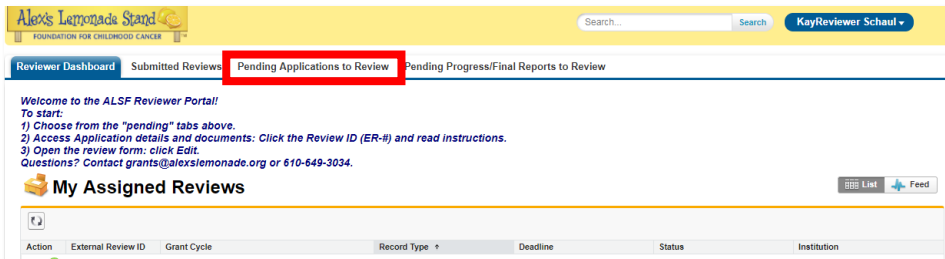 Alex's Lemonade Stand
FOUNDATION FOR CHILDHOOD CANCER
Search... Search KayReviewer Schaul
Reviewer Dashboard Submitted Reviews Pending Applications to Review Pending Progress/Final Reports to Review
Welcome to the ALSF Reviewer Portal!
To start:
1) Choose from the "pending" tabs above.
2) Access Application details and documents: Click the Review ID (ER-#) and read instructions.
3) Open the review form: click Edit.
Questions? Contact grants@alexslemonade.org or 610-649-3034.
My Assigned Reviews
List Feed
Action External Review ID Grant Cycle Record Type ↑ Deadline Status Institution